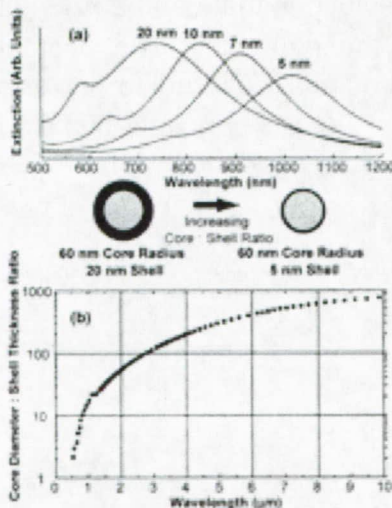 (a)
20 nm 10 nm 7 nm 5 nm
Extinction (Arb. Units)
500 600 700 800 900 1000 1100 1200
Wavelength (nm)
Increasing
Core : Shell Ratio
60 nm Core Radius
20 nm Shell
60 nm Core Radius
5 nm Shell
(b)
Core Diameter : Shell Thickness Ratio
1000
100
10
1
0 1 2 3 4 5 6 7 8 9 10
Wavelength (µm)